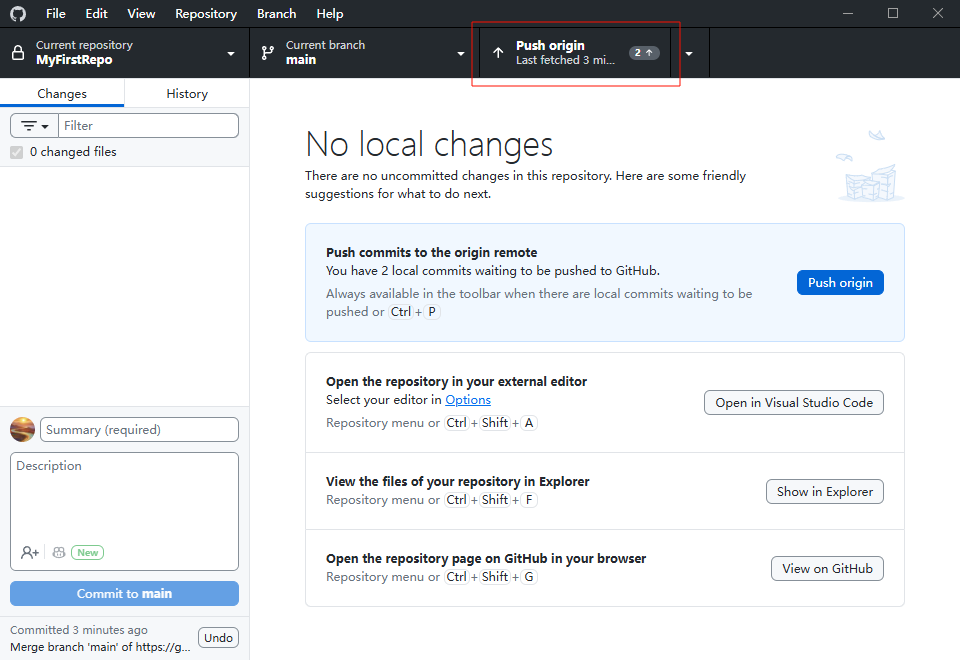 File Edit View Repository Branch Help
Current repository
MyFirstRepo
Current branch
main
Push origin
Last fetched 3 mi...
2
Changes History
Filter
0 changed files
No local changes
There are no uncommitted changes in this repository. Here are some friendly
suggestions for what to do next.
Push commits to the origin remote
You have 2 local commits waiting to be pushed to GitHub.
Always available in the toolbar when there are local commits waiting to be
pushed or Ctrl + P
Push origin
Open the repository in your external editor
Select your editor in Options
Repository menu or Ctrl + Shift + A
Open in Visual Studio Code
View the files of your repository in Explorer
Repository menu or Ctrl + Shift + F
Show in Explorer
Open the repository page on GitHub in your browser
Repository menu or Ctrl + Shift + G
View on GitHub
Summary (required)
Description
New
Commit to main
Committed 3 minutes ago
Merge branch 'main' of https://g...
Undo